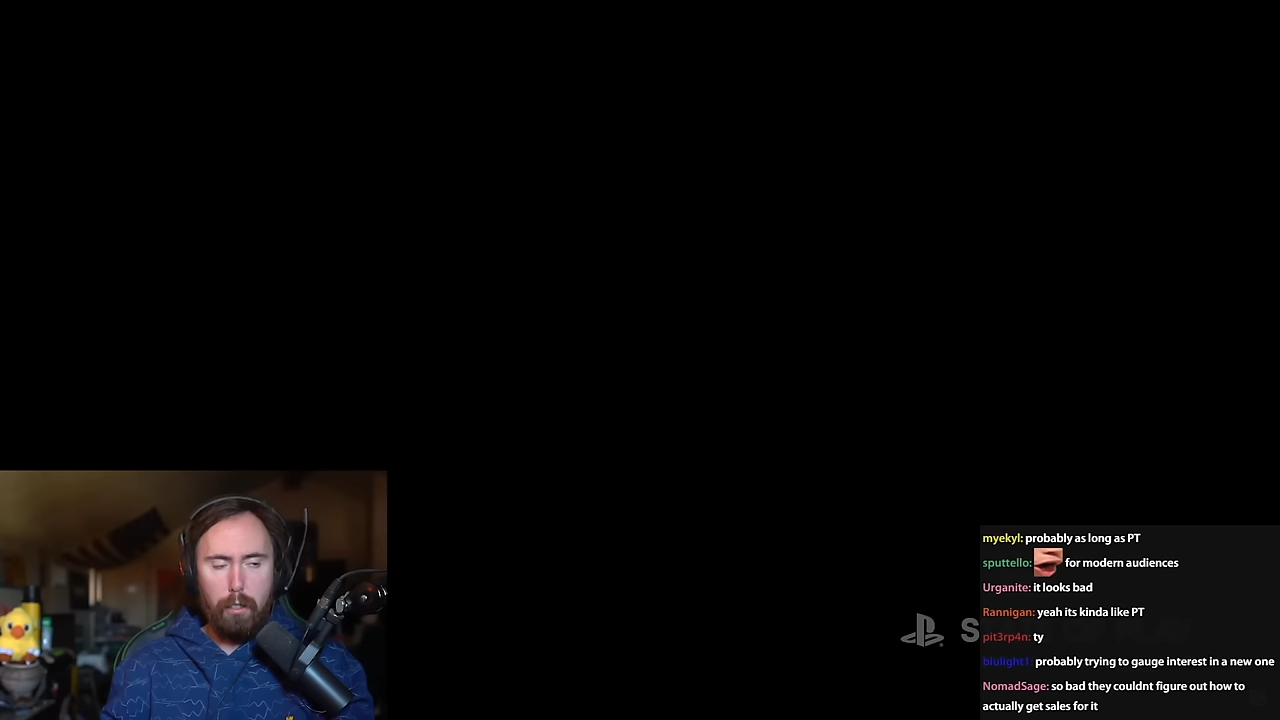 myekyl: probably as long as PT
sputtello: for modern audiences
Urganite: it looks bad
Rannigan: yeah its kinda like PT
pit3rp4n: ty
blulight1: probably trying to gauge interest in a new one
NomadSage: so bad they couldnt figure out how to
actually get sales for it